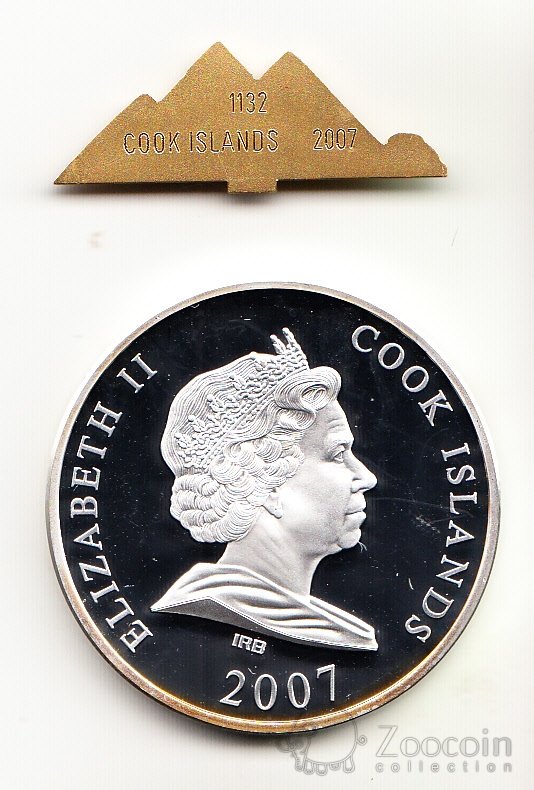 1132
COOK ISLANDS 2007
ELIZABETH II
COOK ISLANDS
IRB
2007
Zoocoin
collection